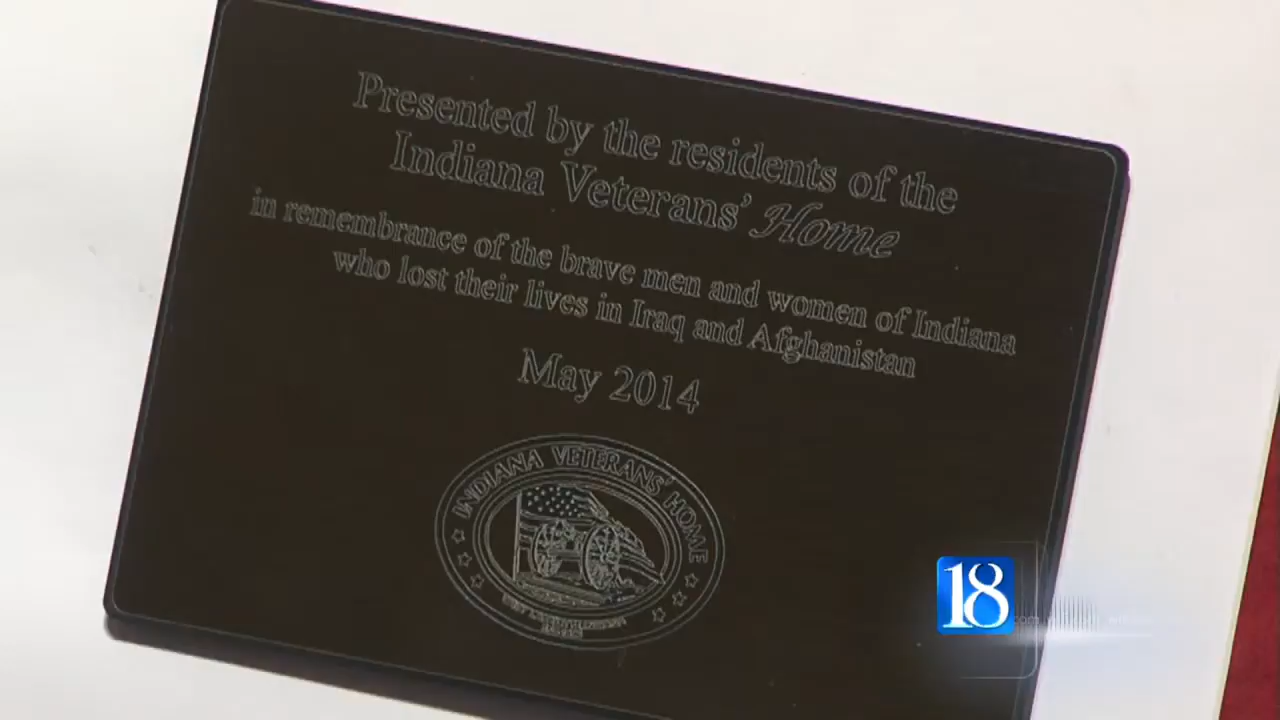 Presented by the residents of the
Indiana Veterans' Home
in remembrance of the brave men and women of Indiana
who lost their lives in Iraq and Afghanistan
May 2014
INDIANA VETERANS' HOME
18